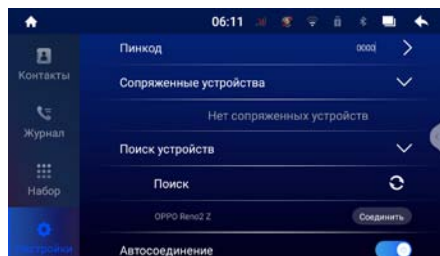 06:11
Пинкод 0000
Контакты
Сопряженные устройства
Нет сопряженных устройств
Журнал
Поиск устройств
Поиск
Набор
OPPO Reno2 Z Соединить
Настройки
Автосоединение